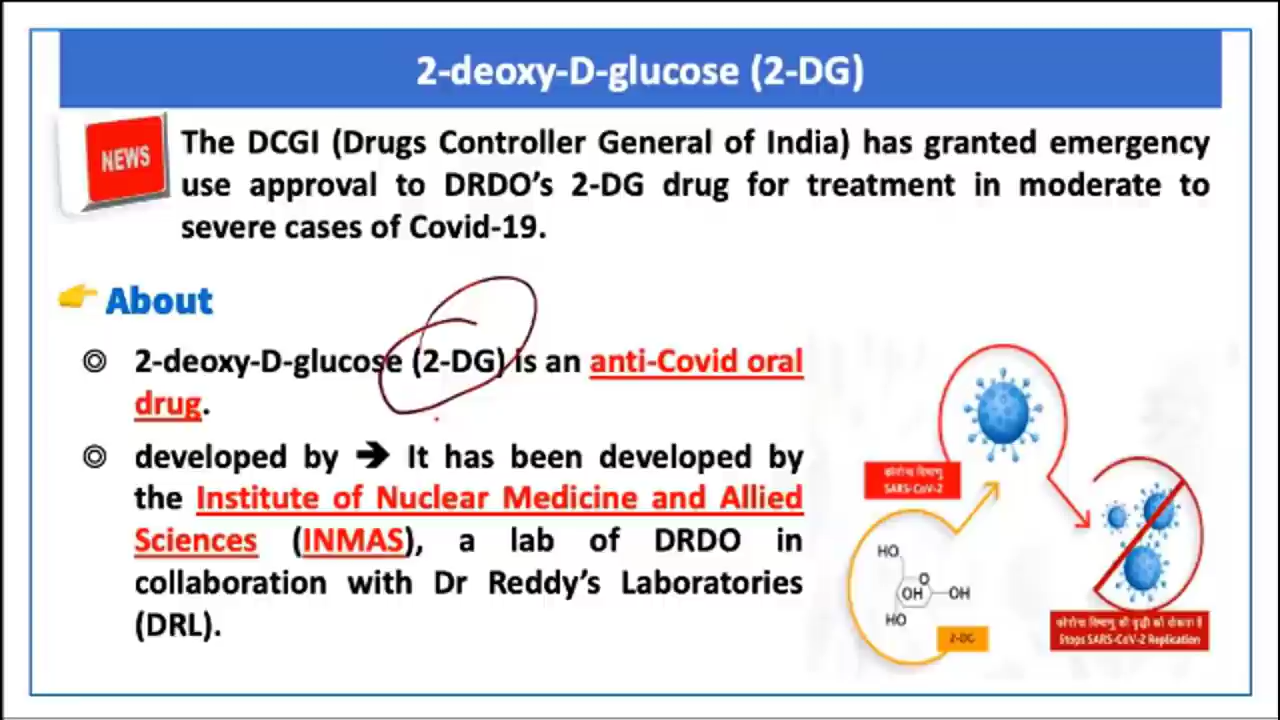 2-deoxy-D-glucose (2-DG)
NEWS
The DCGI (Drugs Controller General of India) has granted emergency
use approval to DRDO's 2-DG drug for treatment in moderate to
severe cases of Covid-19.
About
2-deoxy-D-glucose (2-DG) is an anti-Covid oral
drug.
developed by ➔ It has been developed by
the Institute of Nuclear Medicine and Allied
Sciences (INMAS), a lab of DRDO in
collaboration with Dr Reddy's Laboratories
(DRL).
कोरोना विषाणु
SARS-CoV-2
HO
O
OH
OH
HO
2-DG
कोरोना विषाणु की वृद्धी को रोकता है
Stops SARS-CoV-2 Replication